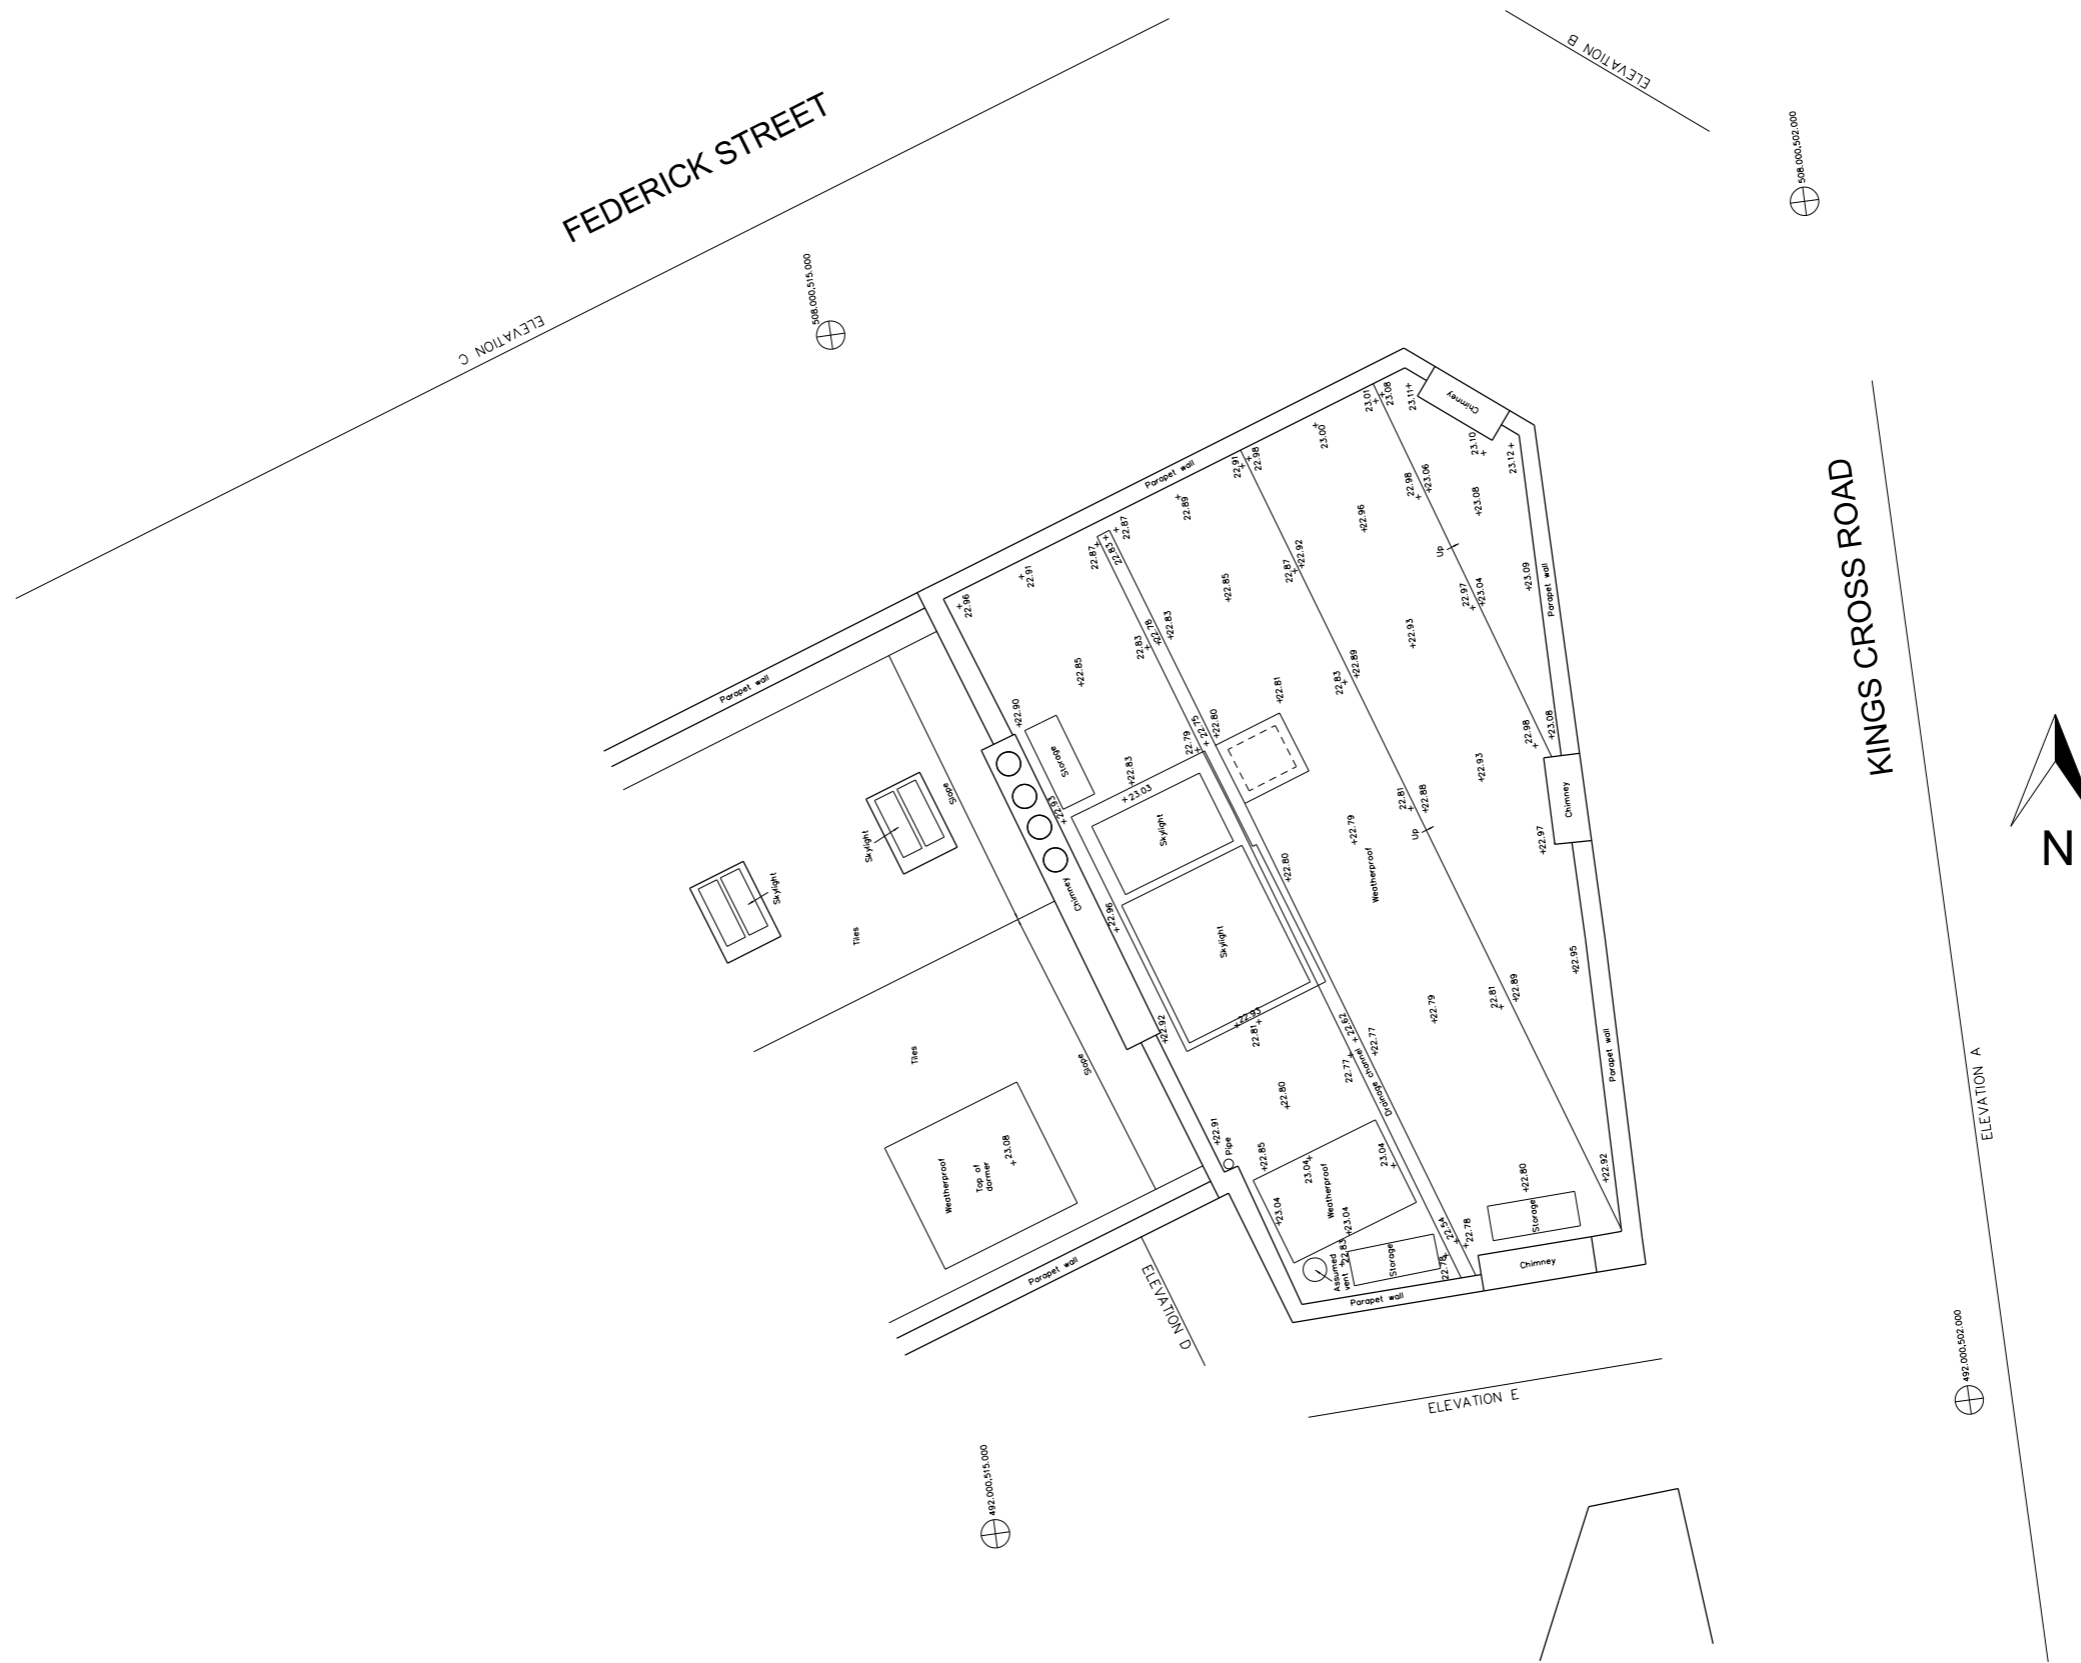 ELEVATION B
508.000,502.000
FEDERICK STREET
508.000,515.000
ELEVATION C
KINGS CROSS ROAD
N
ELEVATION A
492.000,502.000
ELEVATION E
ELEVATION D
492.000,515.000
Chimney
23.01
23.08
23.11
23.10
23.12
23.00
Parapet wall
22.91
22.98
22.98
23.06
23.08
22.89
22.96
22.87
22.87
22.83
Up
22.91
22.87
22.92
22.85
22.97
23.04
23.09
Parapet wall
22.96
22.83
22.78
22.83
22.93
22.85
22.83
22.89
22.81
Parapet wall
22.90
22.79
22.75
22.80
22.98
23.08
Storage
22.83
22.93
23.03
22.93
Slope
Skylight
Skylight
22.79
22.81
22.88
Up
Chimney
22.97
Skylight
Chimney
22.80
Weatherproof
22.96
Skylight
Tiles
22.95
22.92
22.93
22.81
22.79
22.81
22.89
22.62
22.77
22.77
Drainage channel
Parapet wall
Tiles
Slope
22.80
22.91
Pipe
22.85
23.04
23.04
Weatherproof
23.04
23.04
23.08
Top of
dormer
Weatherproof
22.80
22.92
Storage
22.54
22.78
22.78
22.83
Storage
Assumed
vent
Chimney
Parapet wall
Parapet wall